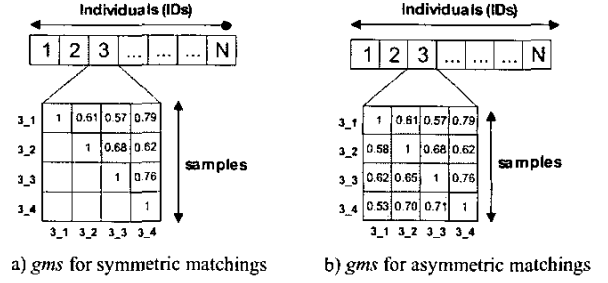 Individuals (IDs)
1 2 3 ... ... ... N
3_1 1 0.61 0.57 0.79
3_2 1 0.68 0.62
3_3 1 0.76
3_4 1
3_1 3_2 3_3 3_4
samples
a) gms for symmetric matchings
Individuals (IDs)
1 2 3 ... ... ... N
3_1 1 0.61 0.57 0.79
3_2 0.58 1 0.68 0.62
3_3 0.62 0.65 1 0.76
3_4 0.53 0.70 0.71 1
3_1 3_2 3_3 3_4
samples
b) gms for asymmetric matchings